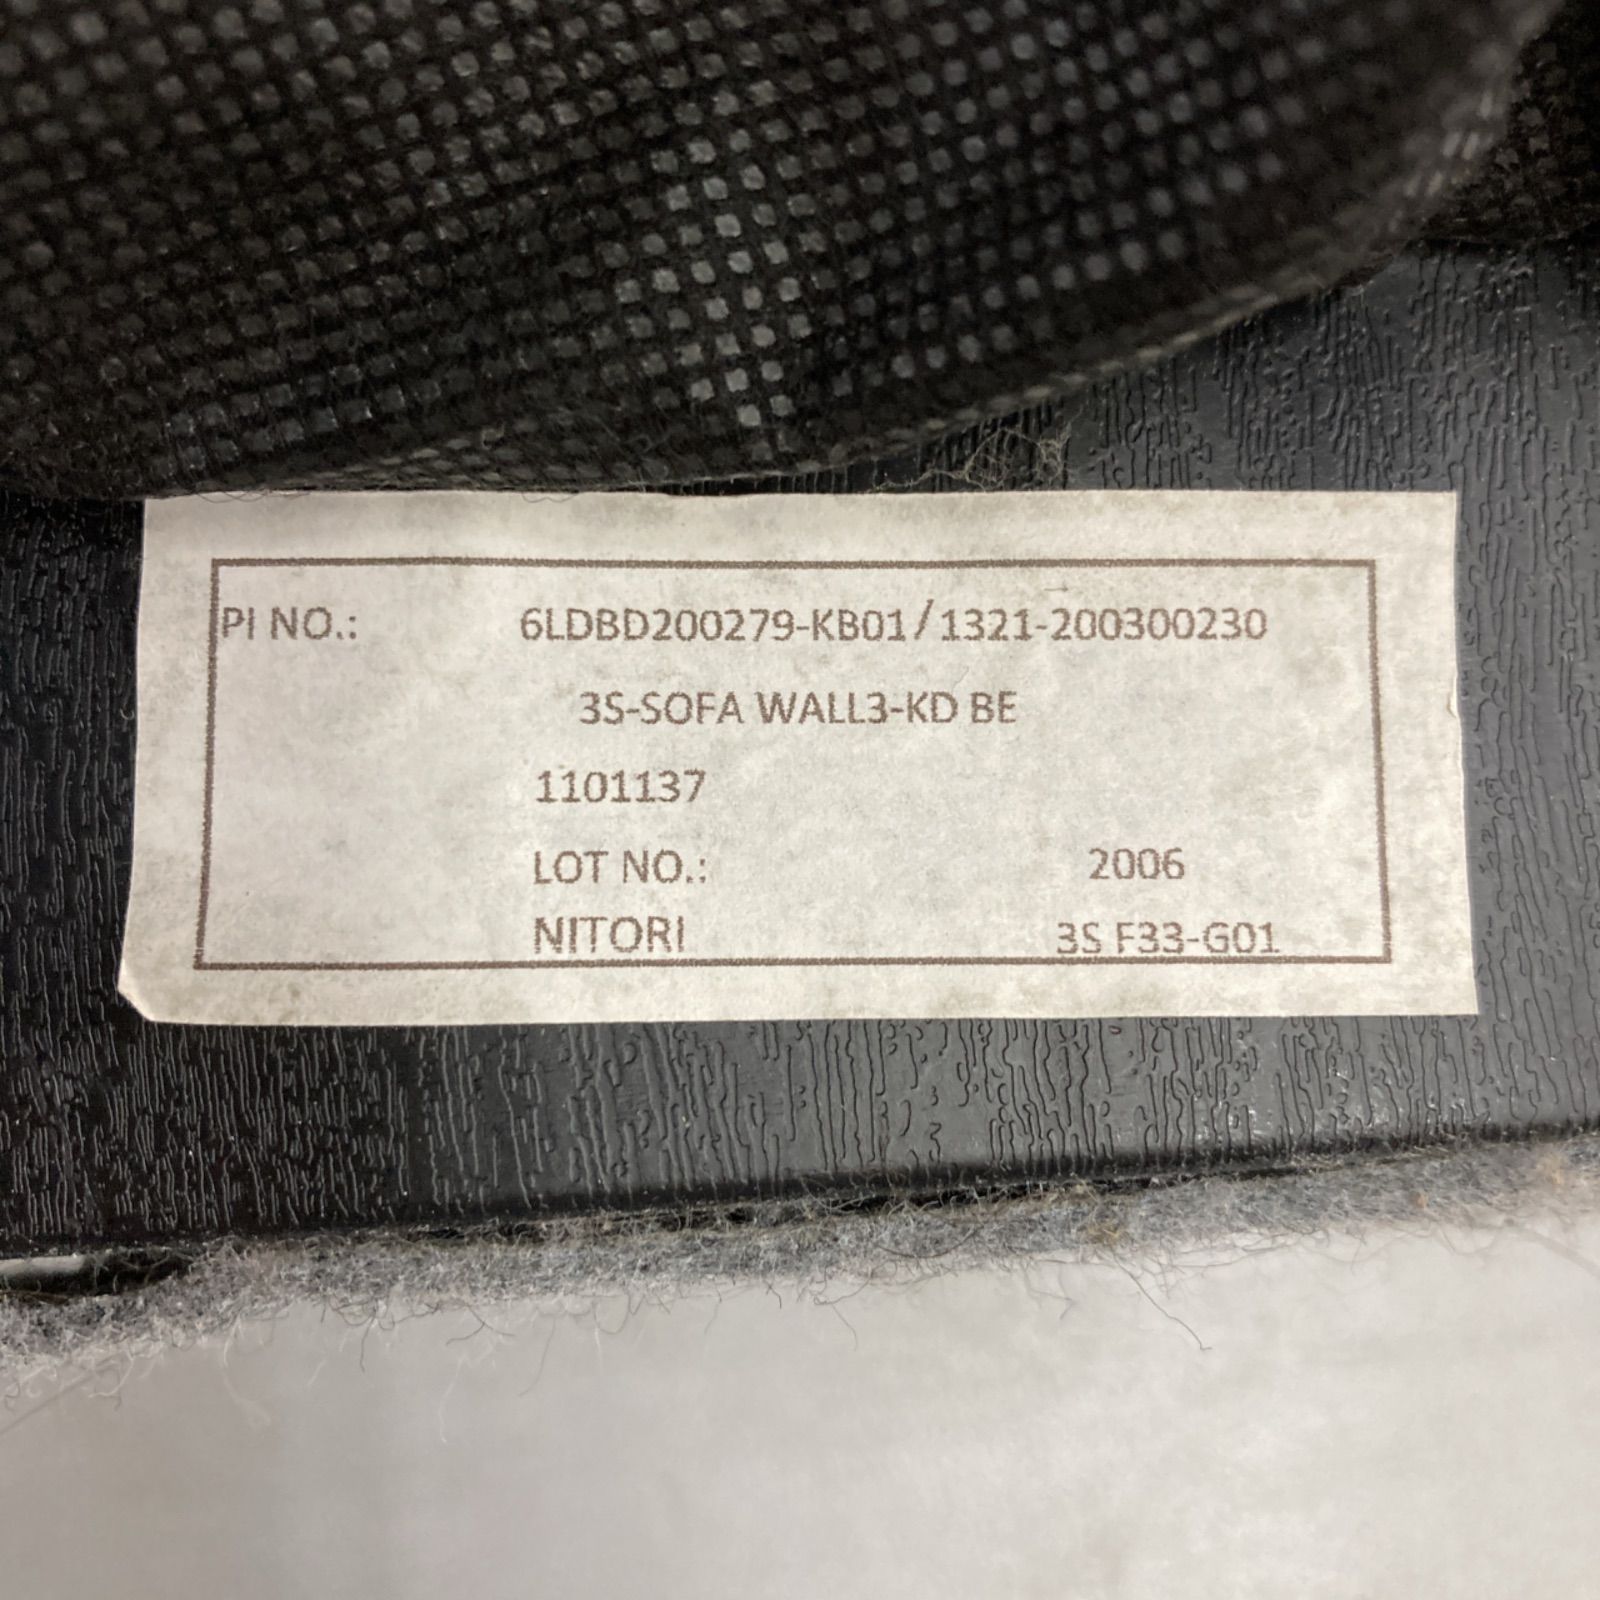 PI NO.: 6LDBD200279-KB01/1321-200300230
3S-SOFA WALL3-KD BE
1101137
LOT NO.: 2006
NITORI 3S F33-G01